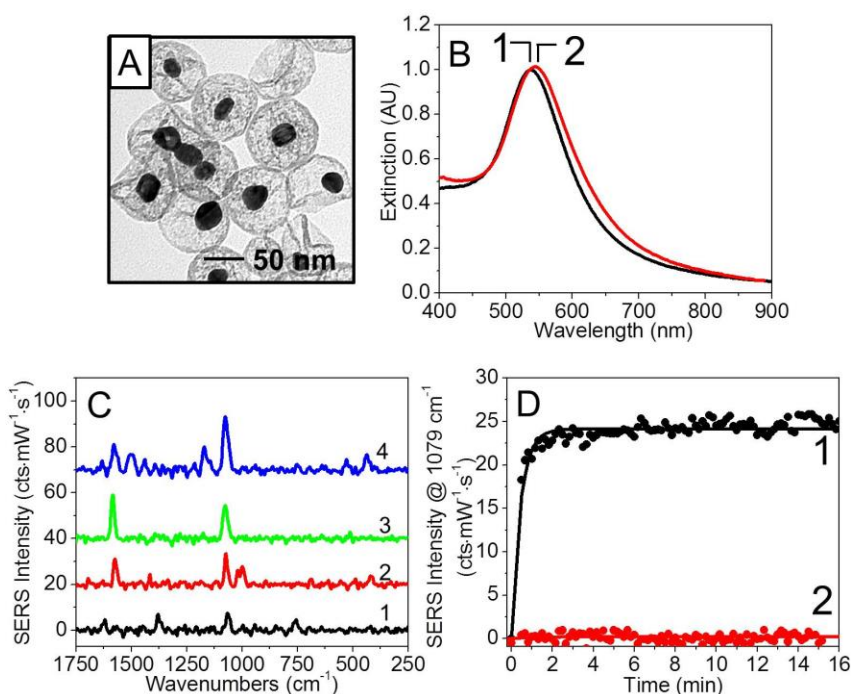 A
50 nm
B
1
2
Extinction (AU)
1.0
0.8
0.6
0.4
0.2
0.0
400 500 600 700 800 900
Wavelength (nm)
C
SERS Intensity (cts·mW⁻¹·s⁻¹)
100
80
60
40
20
0
4
3
2
1
1750 1500 1250 1000 750 500 250
Wavenumbers (cm⁻¹)
D
SERS Intensity @ 1079 cm⁻¹
(cts·mW⁻¹·s⁻¹)
30
25
20
15
10
5
0
1
2
0 2 4 6 8 10 12 14 16
Time (min)